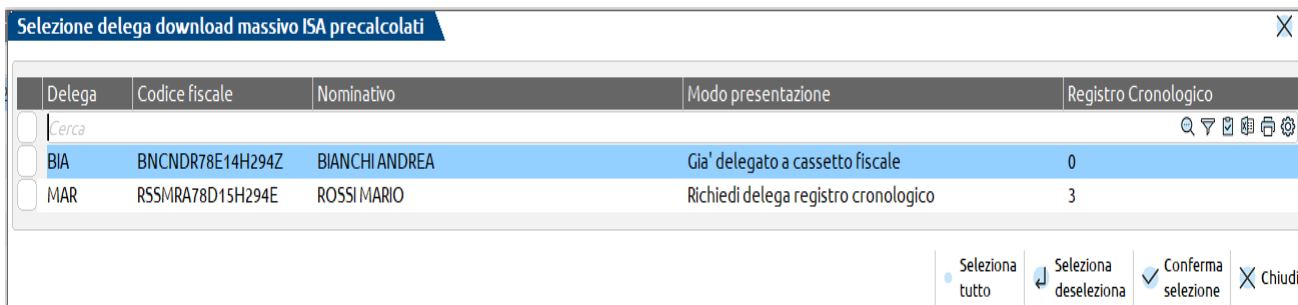 Selezione delega download massivo ISA precalcolati
Delega Codice fiscale Nominativo Modo presentazione Registro Cronologico
Cerca
BIA BNCNDR78E14H294Z BIANCHI ANDREA Gia' delegato a cassetto fiscale 0
MAR RSSMRA78D15H294E ROSSI MARIO Richiedi delega registro cronologico 3
Seleziona tutto Seleziona deseleziona Conferma selezione Chiudi